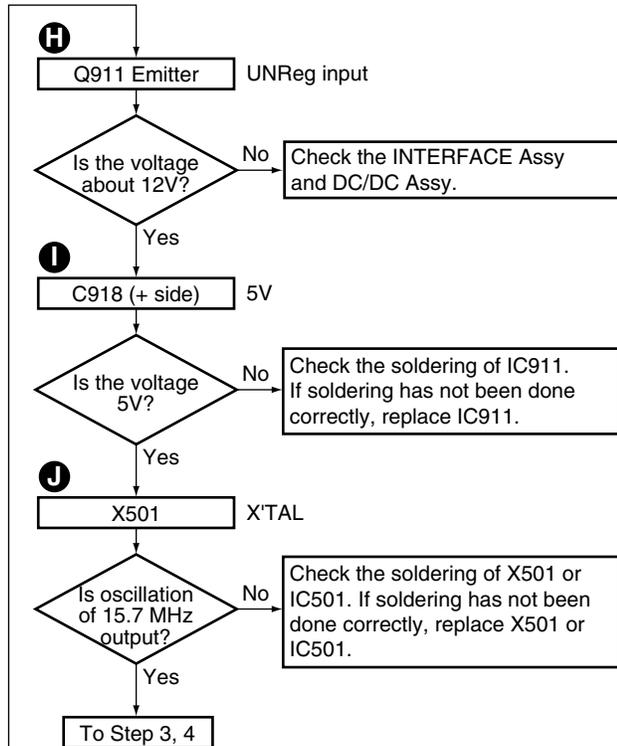 H
Q911 Emitter
UNReg input
Is the voltage
about 12V?
No
Check the INTERFACE Assy
and DC/DC Assy.
Yes
I
C918 (+ side)
5V
Is the voltage
5V?
No
Check the soldering of IC911.
If soldering has not been done
correctly, replace IC911.
Yes
J
X501
X'TAL
Is oscillation
of 15.7 MHz
output?
No
Check the soldering of X501 or
IC501. If soldering has not been
done correctly, replace X501 or
IC501.
Yes
To Step 3, 4